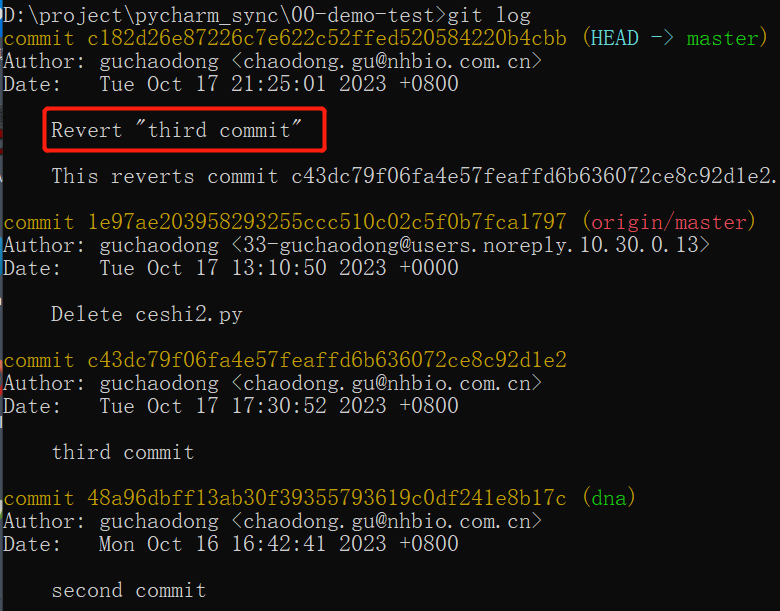 D:\project\pycharm_sync\00-demo-test>git log
commit c182d26e87226c7e622c52ffed520584220b4cbb (HEAD -> master)
Author: guchaodong <chaodong.gu@nhbio.com.cn>
Date:   Tue Oct 17 21:25:01 2023 +0800
Revert "third commit"
This reverts commit c43dc79f06fa4e57feaffd6b636072ce8c92d1e2.
commit 1e97ae203958293255ccc510c02c5f0b7fca1797 (origin/master)
Author: guchaodong <33-guchaodong@users.noreply.10.30.0.13>
Date:   Tue Oct 17 13:10:50 2023 +0000
Delete ceshi2.py
commit c43dc79f06fa4e57feaffd6b636072ce8c92d1e2
Author: guchaodong <chaodong.gu@nhbio.com.cn>
Date:   Tue Oct 17 17:30:52 2023 +0800
third commit
commit 48a96dbff13ab30f39355793619c0df241e8b17c (dna)
Author: guchaodong <chaodong.gu@nhbio.com.cn>
Date:   Mon Oct 16 16:42:41 2023 +0800
second commit